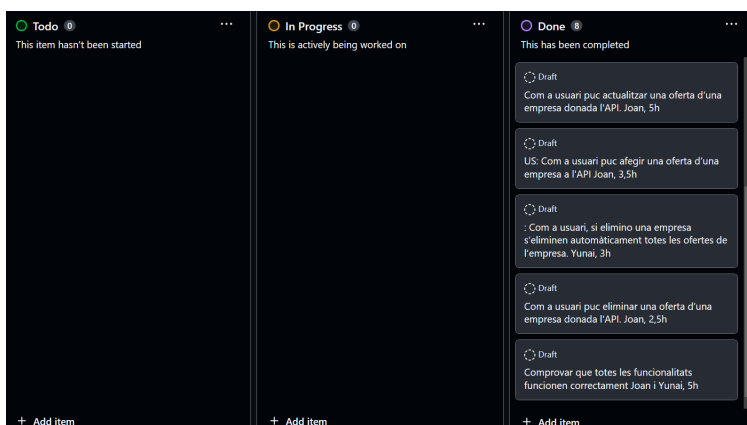 Todo 0
This item hasn't been started
In Progress 0
This is actively being worked on
Done 8
This has been completed
Draft
Com a usuari puc actualitzar una oferta d'una
empresa donada l'API. Joan, 5h
Draft
US: Com a usuari puc afegir una oferta d'una
empresa a l'API Joan, 3,5h
Draft
: Com a usuari, si elimino una empresa
s'eliminen automàticament totes les ofertes de
l'empresa. Yunai, 3h
Draft
Com a usuari puc eliminar una oferta d'una
empresa donada l'API. Joan, 2,5h
Draft
Comprovar que totes les funcionalitats
funcionen correctament Joan i Yunai, 5h
+ Add item
+ Add item
+ Add item